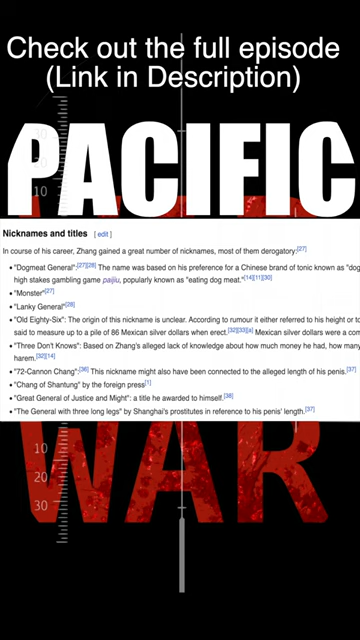 Check out the full episode
(Link in Description)
PACIFIC
30
10
Nicknames and titles [ edit ]
In course of his career, Zhang gained a great number of nicknames, most of them derogatory:[27]
• "Dogmeat General":[27][28] The name was based on his preference for a Chinese brand of tonic known as "dog
high stakes gambling game paijiu, popularly known as "eating dog meat."[14][11][30]
• "Monster"[27]
• "Lanky General"[28]
• "Old Eighty-Six": The origin of this nickname is unclear. According to rumour it either referred to his height or to
said to measure up to a pile of 86 Mexican silver dollars when erect.[32][33][a] Mexican silver dollars were a com
• "Three Don't Knows": Based on Zhang's alleged lack of knowledge about how much money he had, how many
harem.[32][14]
• "72-Cannon Chang":[36] This nickname might also have been connected to the alleged length of his penis.[37]
• "Chang of Shantung" by the foreign press[1]
• "Great General of Justice and Might": a title he awarded to himself.[36]
• "The General with three long legs" by Shanghai's prostitutes in reference to his penis' length.[37]
10
20
30
WAR